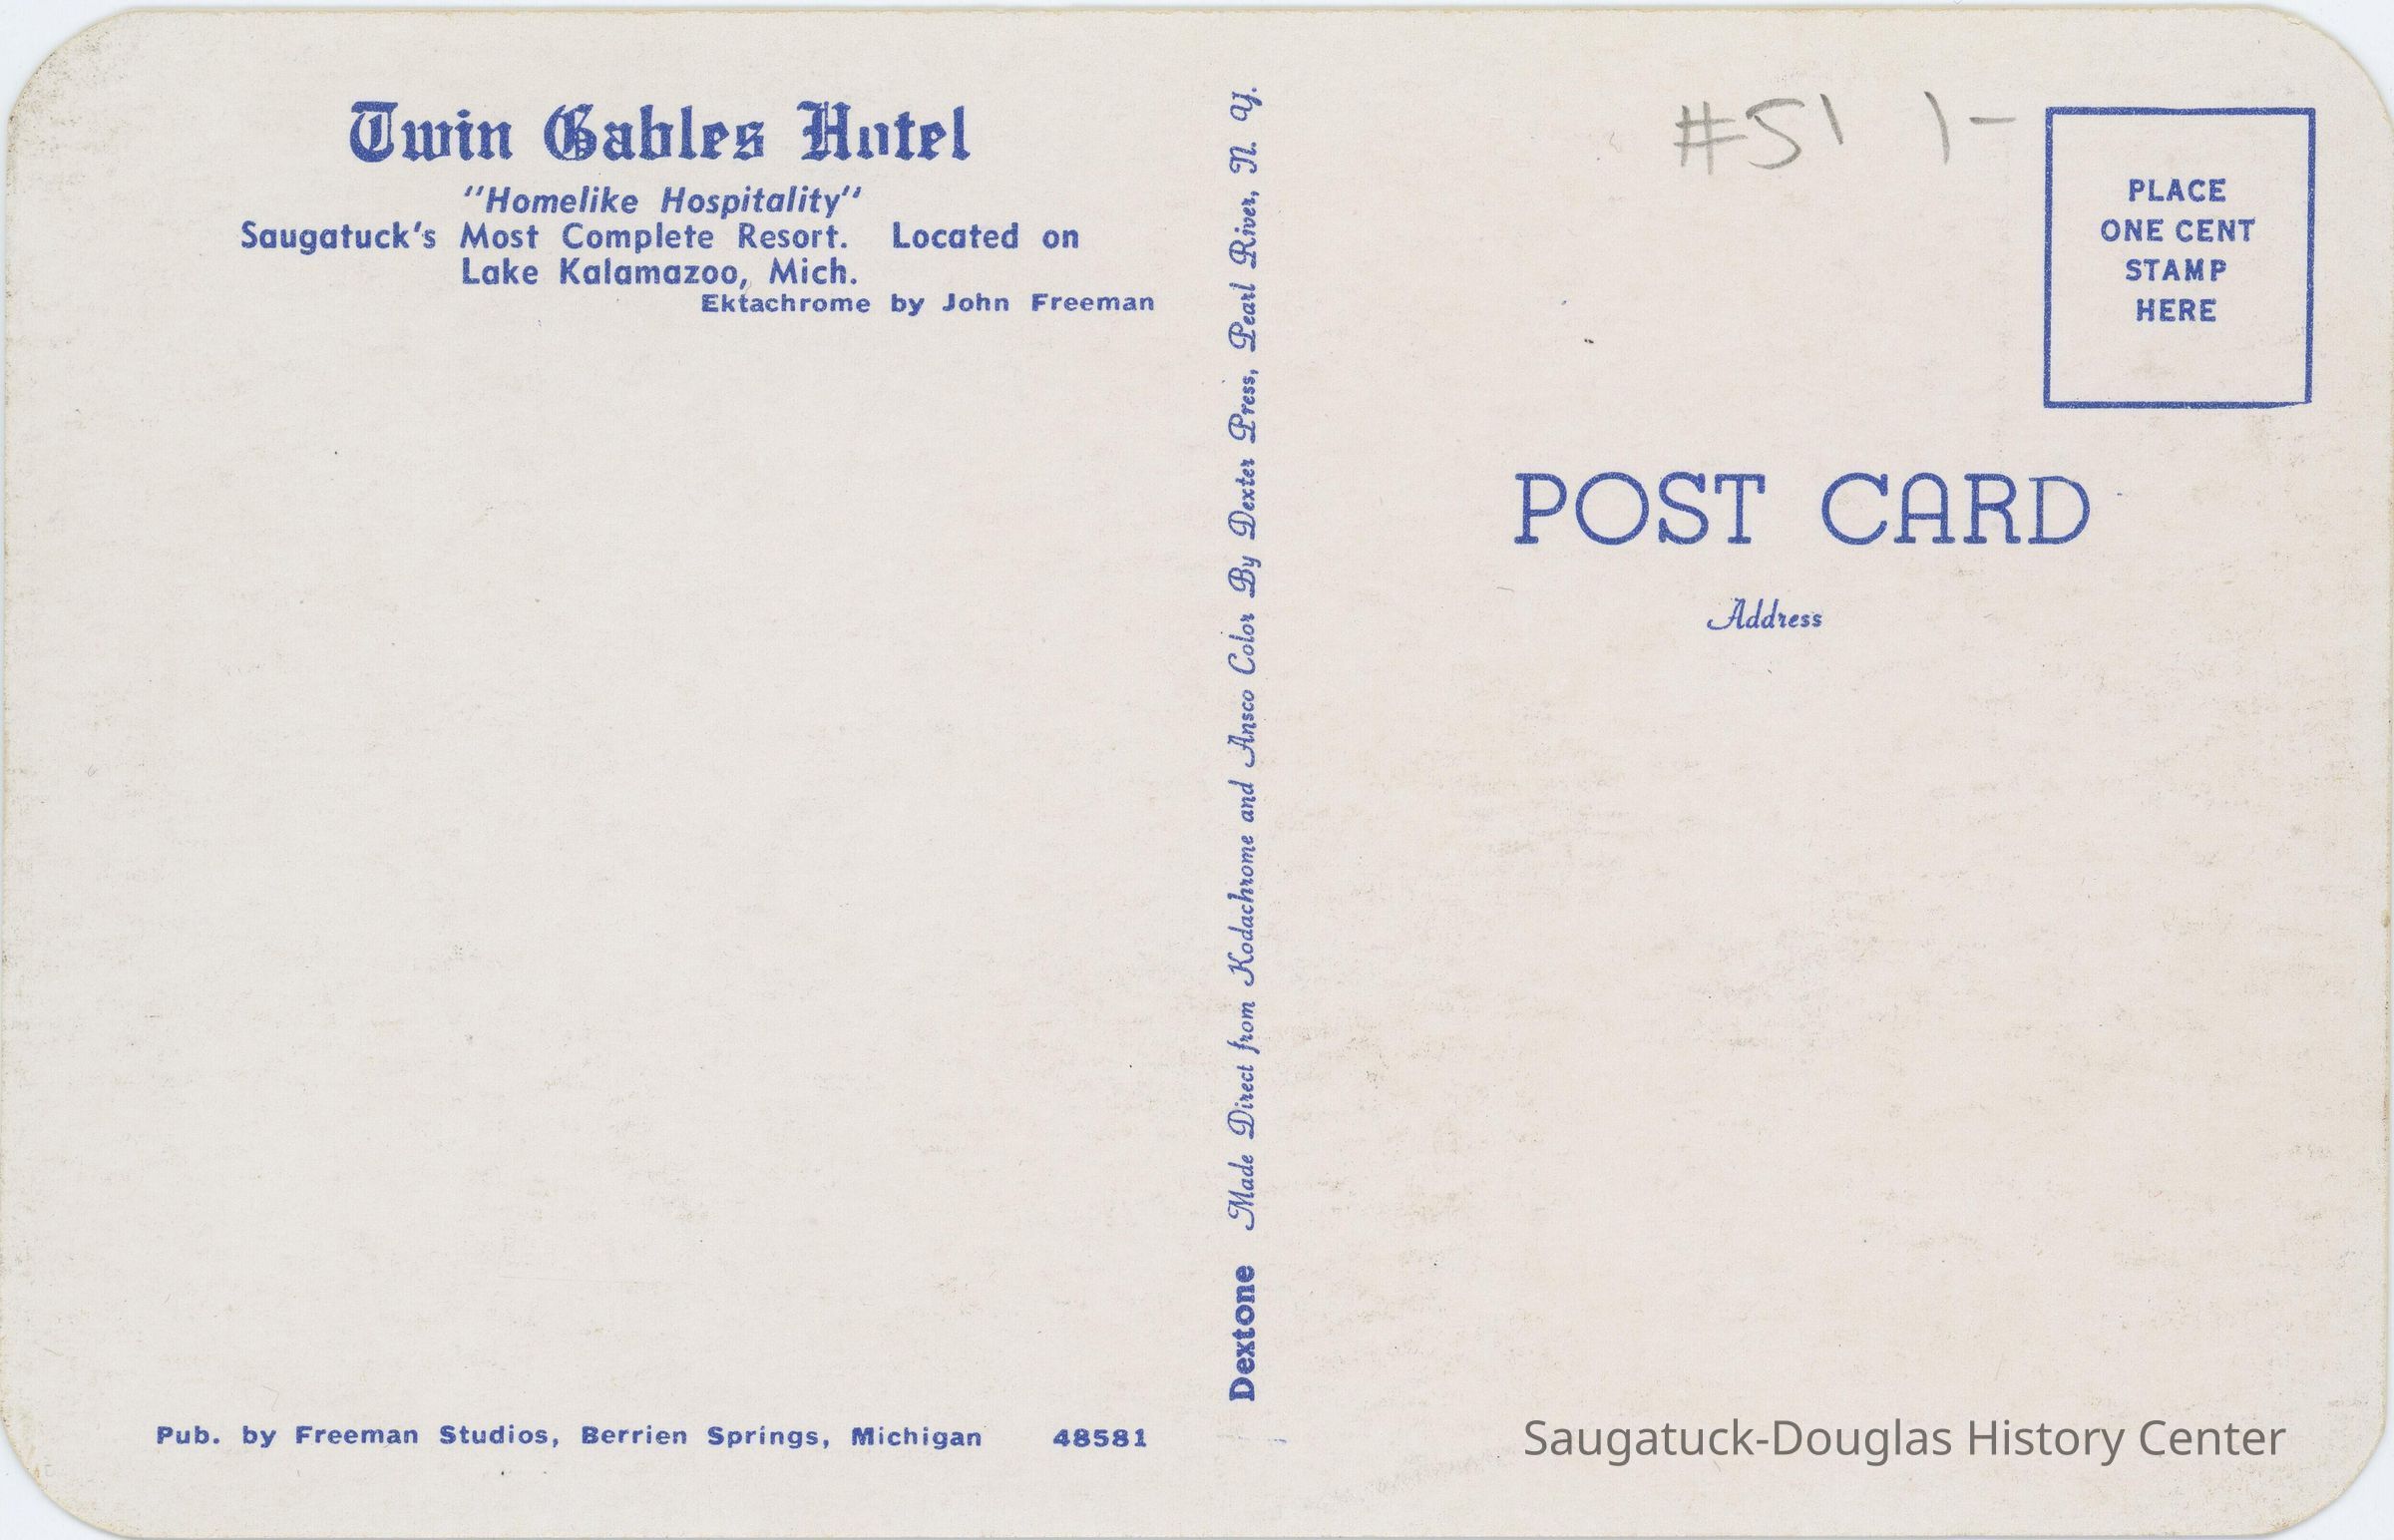 Twin Gables Hotel
"Homelike Hospitality"
Saugatuck's Most Complete Resort. Located on
Lake Kalamazoo, Mich.
Ektachrome by John Freeman
Pub. by Freeman Studios, Berrien Springs, Michigan 48581
Dextone Made Direct from Kodachrome and Ansco Color By Dexter Press, Pearl River, N. Y.
#51 1-
PLACE
ONE CENT
STAMP
HERE
POST CARD
Address
Saugatuck-Douglas History Center